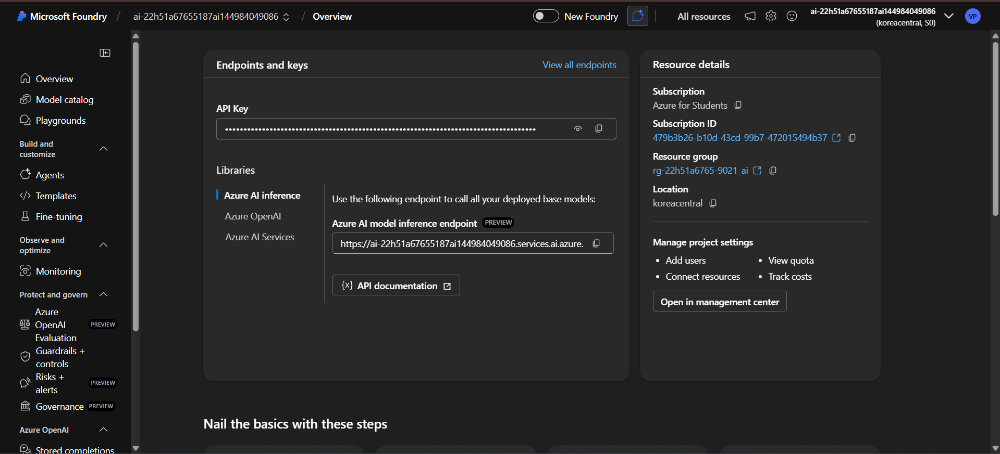 Microsoft Foundry / ai-22h51a67655187ai144984049086 / Overview
New Foundry
All resources
ai-22h51a67655187ai144984049086
(koreacentral, S0)
VP
Overview
Model catalog
Playgrounds
Build and
customize
Agents
Templates
Fine-tuning
Observe and
optimize
Monitoring
Protect and govern
Azure
OpenAI
Evaluation
PREVIEW
Guardrails +
controls
Risks +
alerts
PREVIEW
Governance PREVIEW
Azure OpenAI
Stored completions
Endpoints and keys
View all endpoints
API Key
Libraries
Azure AI inference
Azure OpenAI
Azure AI Services
Use the following endpoint to call all your deployed base models:
Azure AI model inference endpoint PREVIEW
https://ai-22h51a67655187ai144984049086.services.ai.azure.
{x} API documentation
Resource details
Subscription
Azure for Students
Subscription ID
479b3b26-b10d-43cd-99b7-472015494b37
Resource group
rg-22h51a6765-9021_ai
Location
koreacentral
Manage project settings
• Add users
• View quota
• Connect resources
• Track costs
Open in management center
Nail the basics with these steps